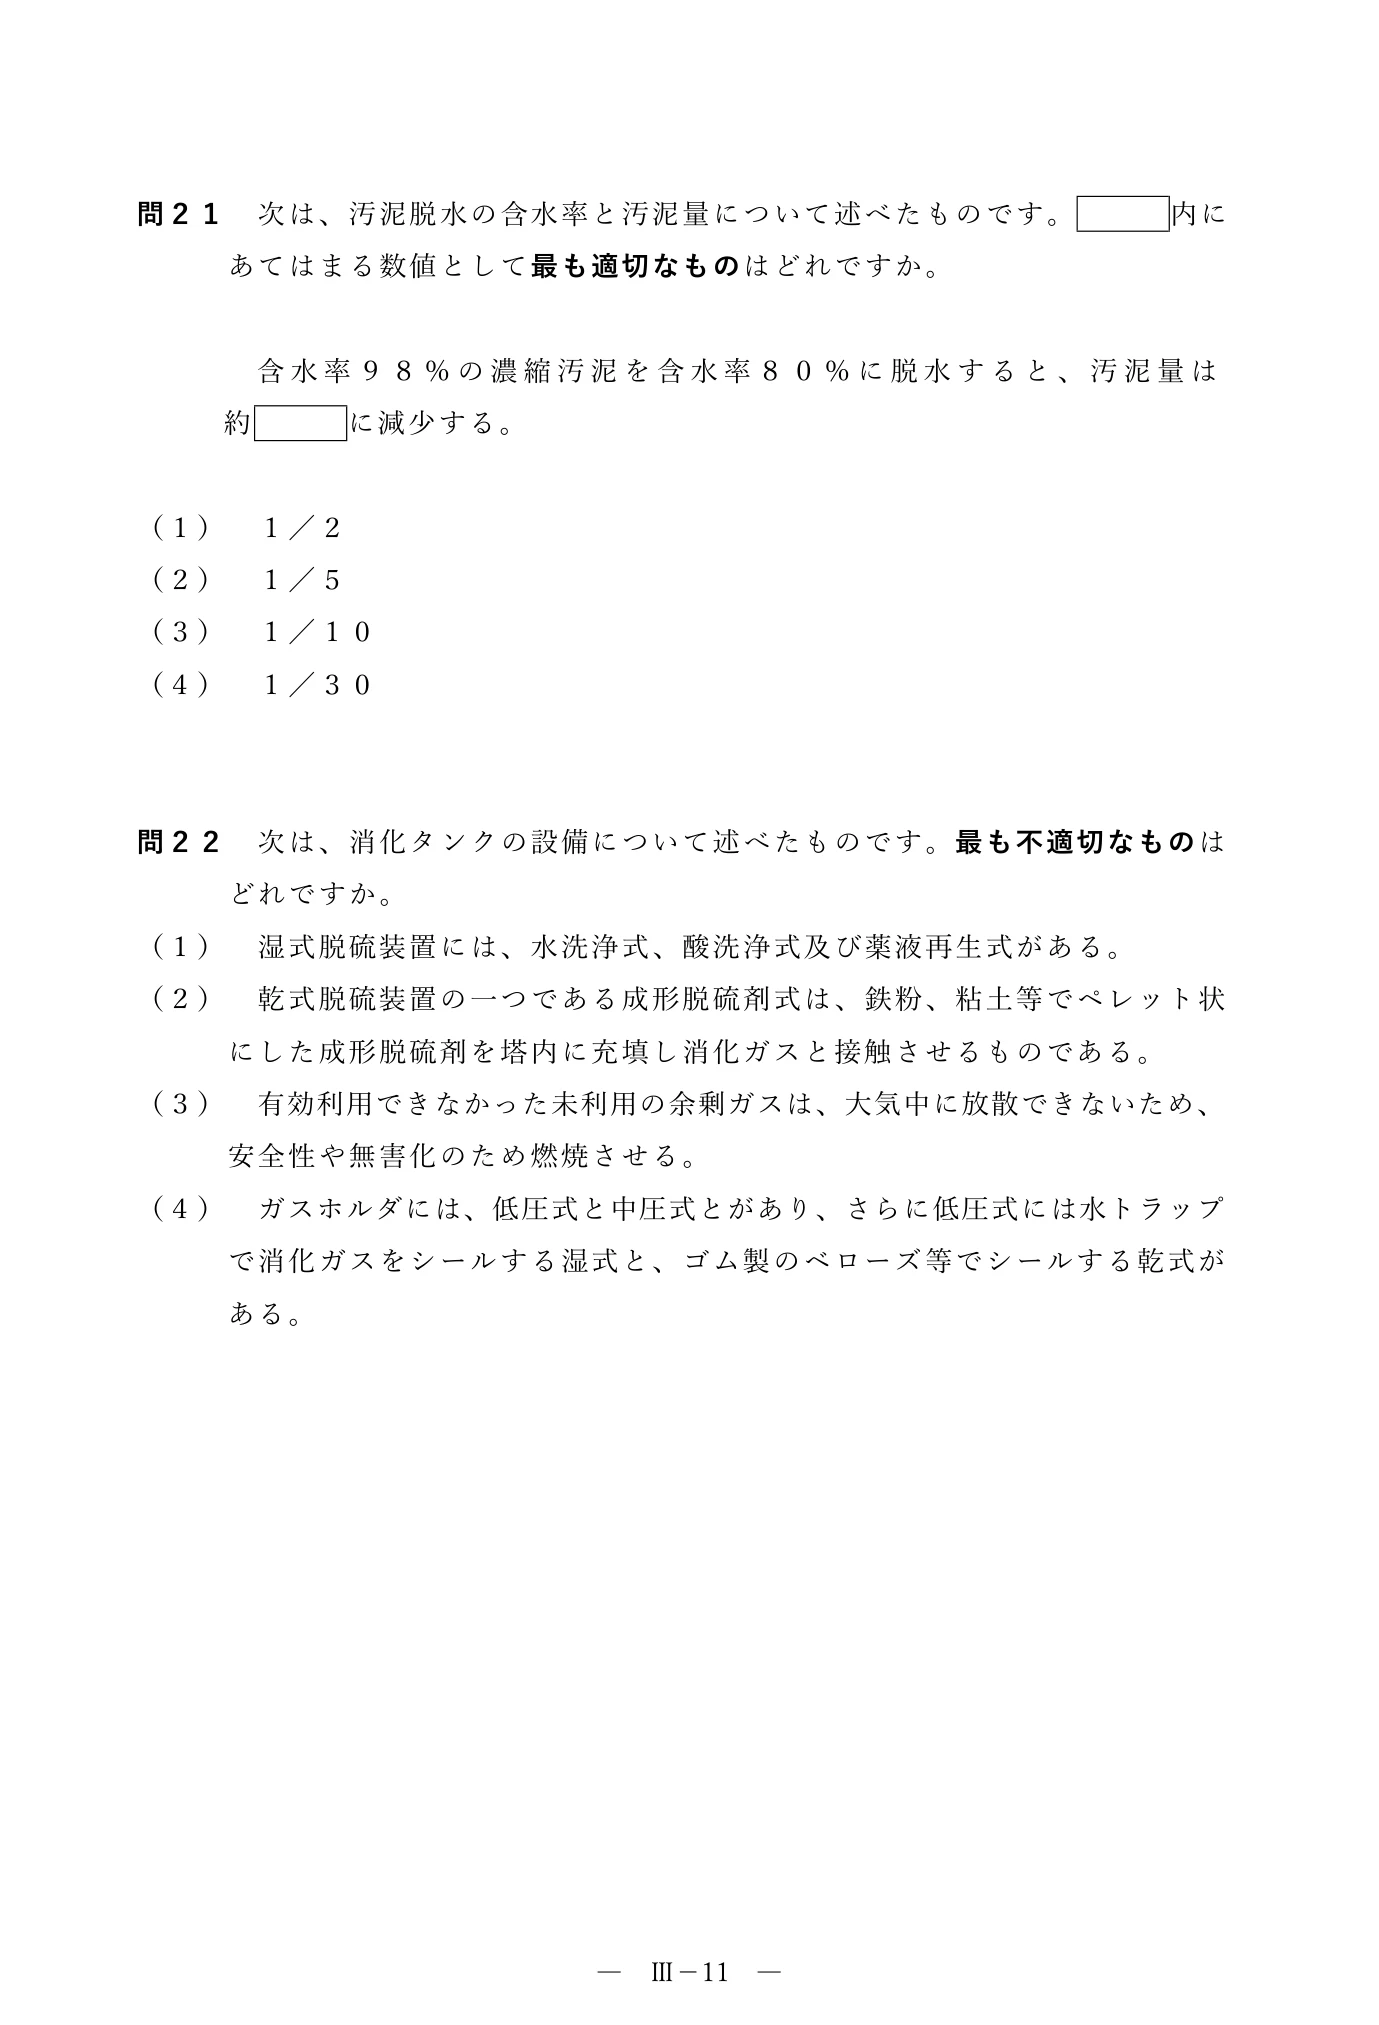 問２１　次は、汚泥脱水の含水率と汚泥量について述べたものです。　　　内に
あてはまる数値として最も適切なものはどれですか。
含水率９８％の濃縮汚泥を含水率８０％に脱水すると、汚泥量は
約　　　に減少する。
（１）　１／２
（２）　１／５
（３）　１／１０
（４）　１／３０
問２２　次は、消化タンクの設備について述べたものです。最も不適切なものは
どれですか。
（１）　湿式脱硫装置には、水洗浄式、酸洗浄式及び薬液再生式がある。
（２）　乾式脱硫装置の一つである成形脱硫剤式は、鉄粉、粘土等でペレット状
にした成形脱硫剤を塔内に充填し消化ガスと接触させるものである。
（３）　有効利用できなかった未利用の余剰ガスは、大気中に放散できないため、
安全性や無害化のため燃焼させる。
（４）　ガスホルダには、低圧式と中圧式とがあり、さらに低圧式には水トラップ
で消化ガスをシールする湿式と、ゴム製のベローズ等でシールする乾式が
ある。
―　Ⅲ－11　―